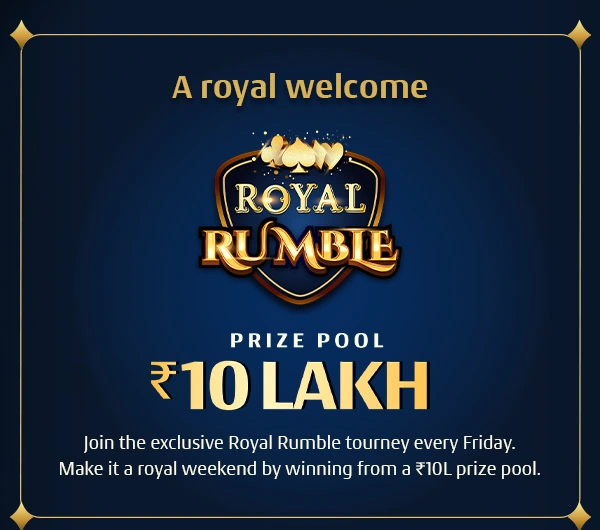 A royal welcome
ROYAL
RUMBLE
PRIZE POOL
₹10 LAKH
Join the exclusive Royal Rumble tourney every Friday.
Make it a royal weekend by winning from a ₹10L prize pool.